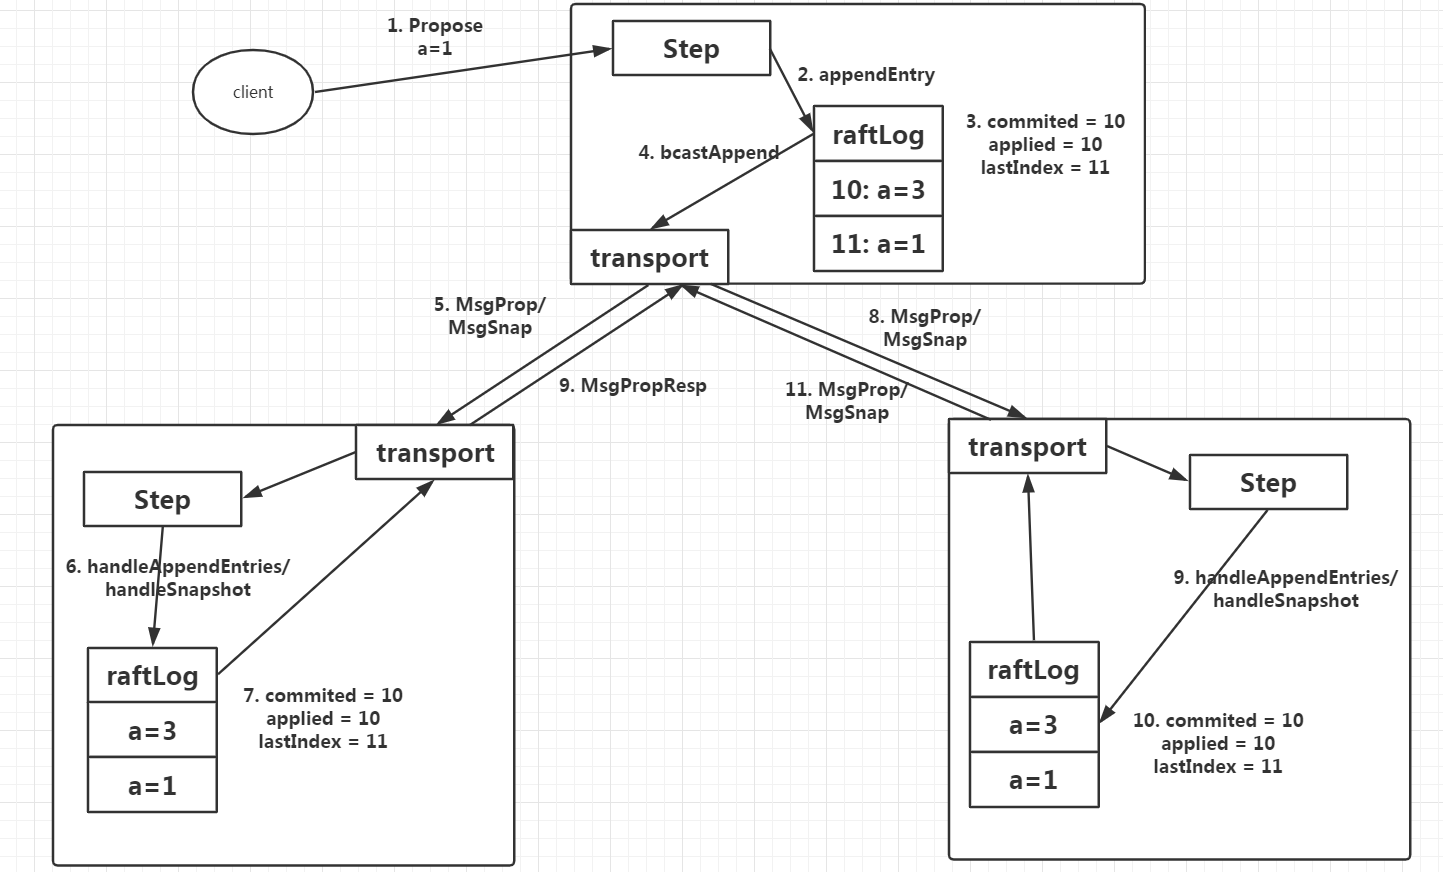 1. Propose
a=1
client
Step
2. appendEntry
raftLog
10: a=3
11: a=1
3. commited = 10
applied = 10
lastIndex = 11
4. bcastAppend
transport
5. MsgProp/
MsgSnap
9. MsgPropResp
8. MsgProp/
MsgSnap
11. MsgProp/
MsgSnap
transport
Step
6. handleAppendEntries/
handleSnapshot
raftLog
a=3
a=1
7. commited = 10
applied = 10
lastIndex = 11
transport
Step
9. handleAppendEntries/
handleSnapshot
raftLog
a=3
a=1
10. commited = 10
applied = 10
lastIndex = 11